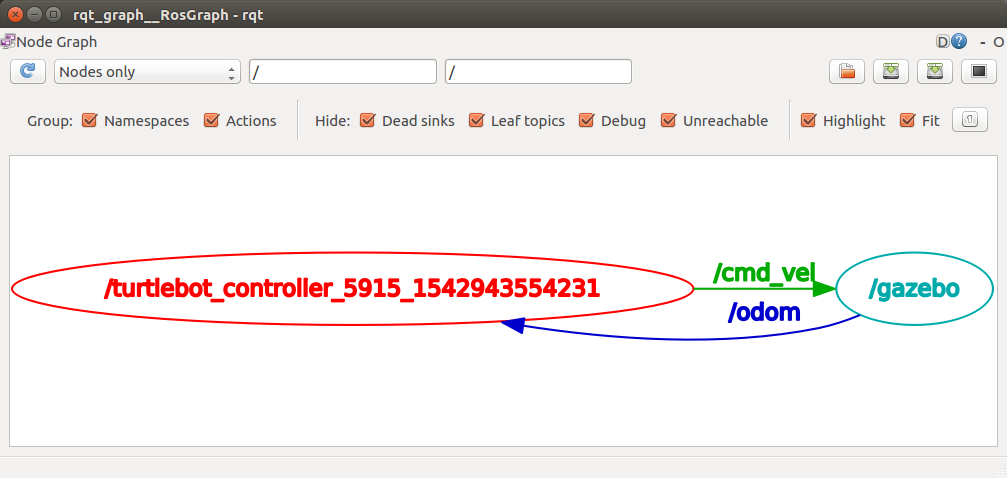 rqt_graph__RosGraph - rqt
Node Graph
D ? - O
Nodes only / /
Group: Namespaces Actions Hide: Dead sinks Leaf topics Debug Unreachable Highlight Fit
/turtlebot_controller_5915_1542943554231
/cmd_vel
/gazebo
/odom